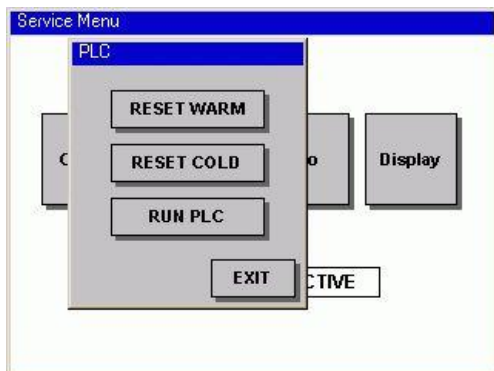 Service Menu
PLC
RESET WARM
RESET COLD
Display
RUN PLC
EXIT